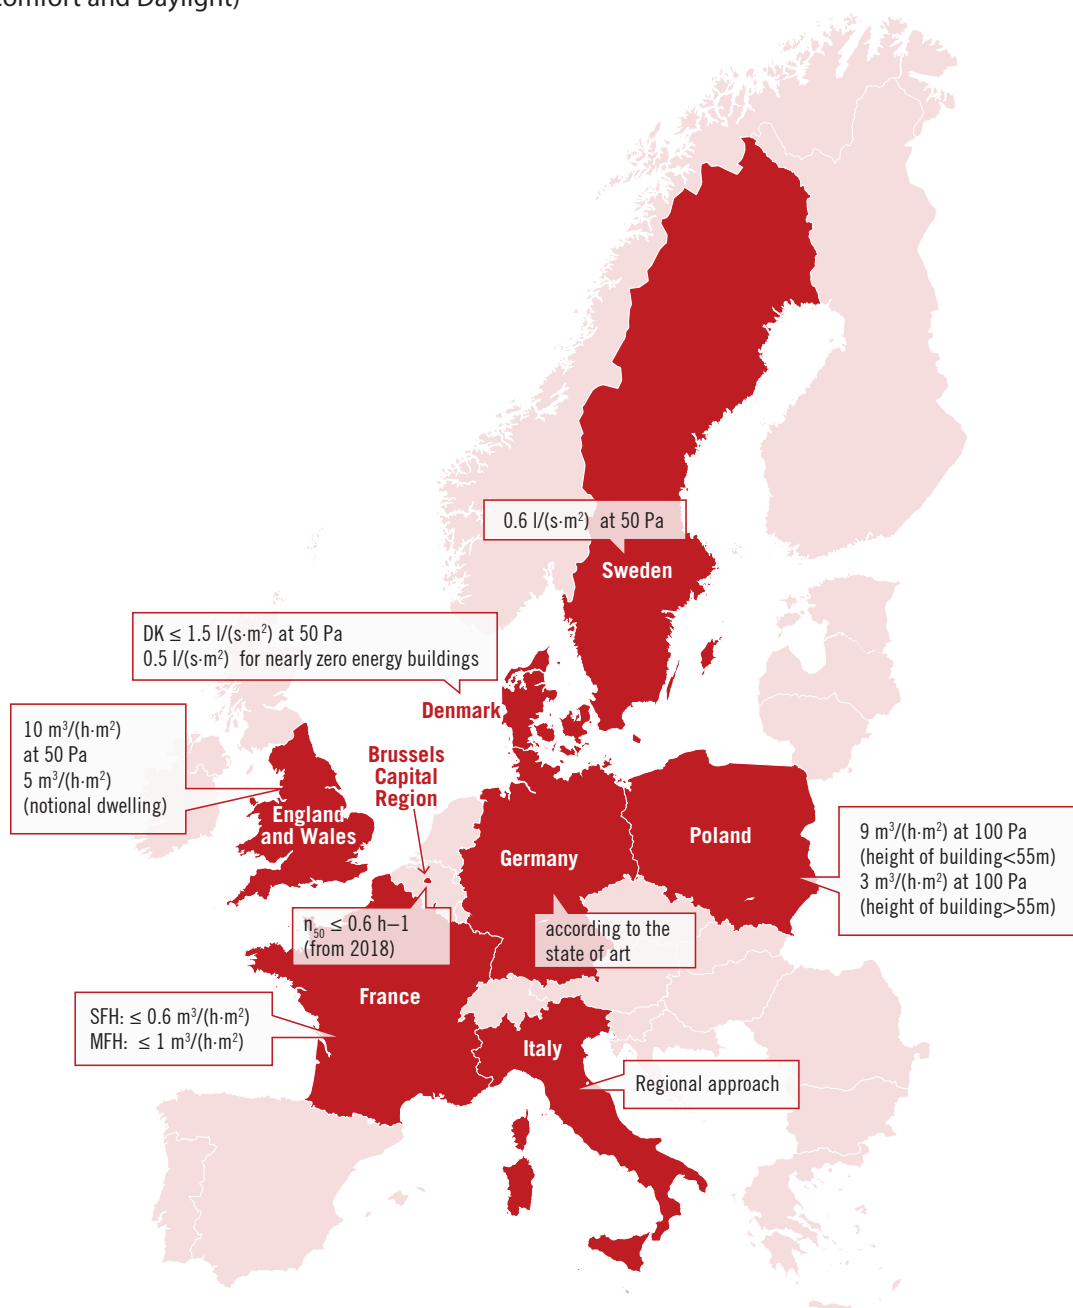 Comfort and Daylight)
0.6 l/(s·m²) at 50 Pa
Sweden
DK ≤ 1.5 l/(s·m²) at 50 Pa
0.5 l/(s·m²) for nearly zero energy buildings
Denmark
10 m³/(h·m²)
at 50 Pa
5 m³/(h·m²)
(notional dwelling)
Brussels
Capital
Region
England
and Wales
Germany
Poland
9 m³/(h·m²) at 100 Pa
(height of building<55m)
3 m³/(h·m²) at 100 Pa
(height of building>55m)
n₅₀ ≤ 0.6 h–1
(from 2018)
according to the
state of art
France
SFH: ≤ 0.6 m³/(h·m²)
MFH: ≤ 1 m³/(h·m²)
Italy
Regional approach